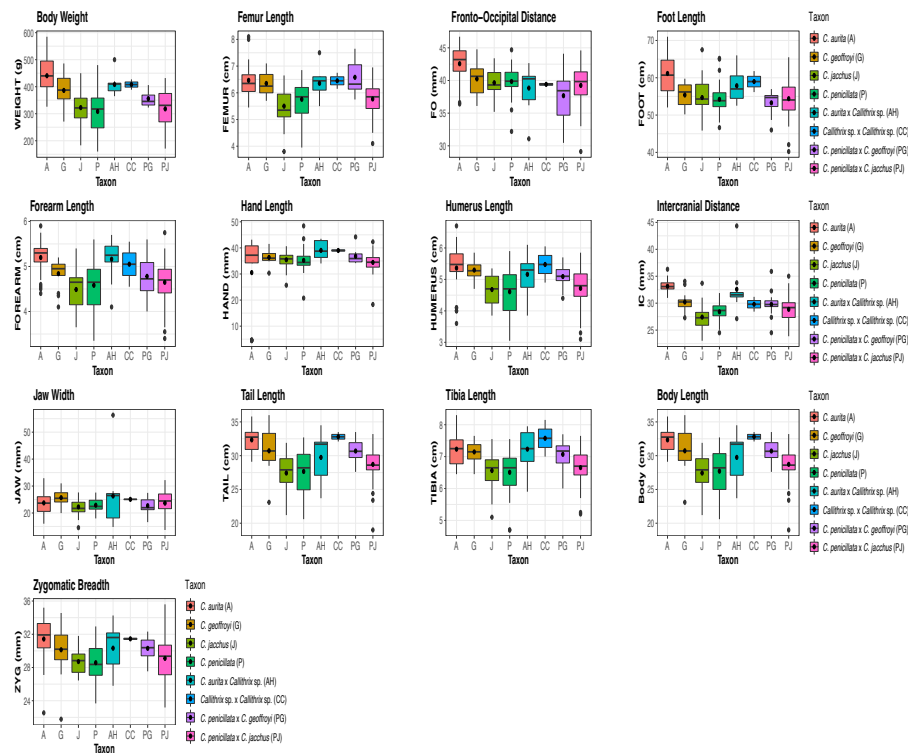 Body Weight
WEIGHT (g)
600
500
400
300
200
A G J P AH CC PG PJ
Taxon
Femur Length
FEMUR (cm)
8
7
6
5
4
A G J P AH CC PG PJ
Taxon
Fronto-Occipital Distance
FO (mm)
45
40
35
30
A G J P AH CC PG PJ
Taxon
Foot Length
FOOT (mm)
70
60
50
A G J P AH CC PG PJ
Taxon
Taxon
C. aurita (A)
C. geoffroyi (G)
C. jacchus (J)
C. penicillata (P)
C. aurita x Callithrix sp. (AH)
Callithrix sp. x Callithrix sp. (CC)
C. penicillata x C. geoffroyi (PG)
C. penicillata x C. jacchus (PJ)
Forearm Length
FOREARM (cm)
6
5
4
A G J P AH CC PG PJ
Taxon
Hand Length
HAND (mm)
50
40
30
20
10
A G J P AH CC PG PJ
Taxon
Humerus Length
HUMERUS (cm)
6
5
4
3
A G J P AH CC PG PJ
Taxon
Intercranial Distance
IC (mm)
45
40
35
30
25
A G J P AH CC PG PJ
Taxon
Taxon
C. aurita (A)
C. geoffroyi (G)
C. jacchus (J)
C. penicillata (P)
C. aurita x Callithrix sp. (AH)
Callithrix sp. x Callithrix sp. (CC)
C. penicillata x C. geoffroyi (PG)
C. penicillata x C. jacchus (PJ)
Jaw Width
JAW (mm)
50
40
30
20
A G J P AH CC PG PJ
Taxon
Tail Length
TAIL (cm)
35
30
25
20
A G J P AH CC PG PJ
Taxon
Tibia Length
TIBIA (cm)
8
7
6
5
A G J P AH CC PG PJ
Taxon
Body Length
Body (cm)
35
30
25
20
A G J P AH CC PG PJ
Taxon
Taxon
C. aurita (A)
C. geoffroyi (G)
C. jacchus (J)
C. penicillata (P)
C. aurita x Callithrix sp. (AH)
Callithrix sp. x Callithrix sp. (CC)
C. penicillata x C. geoffroyi (PG)
C. penicillata x C. jacchus (PJ)
Zygomatic Breadth
ZYG (mm)
36
32
28
24
A G J P AH CC PG PJ
Taxon
Taxon
C. aurita (A)
C. geoffroyi (G)
C. jacchus (J)
C. penicillata (P)
C. aurita x Callithrix sp. (AH)
Callithrix sp. x Callithrix sp. (CC)
C. penicillata x C. geoffroyi (PG)
C. penicillata x C. jacchus (PJ)